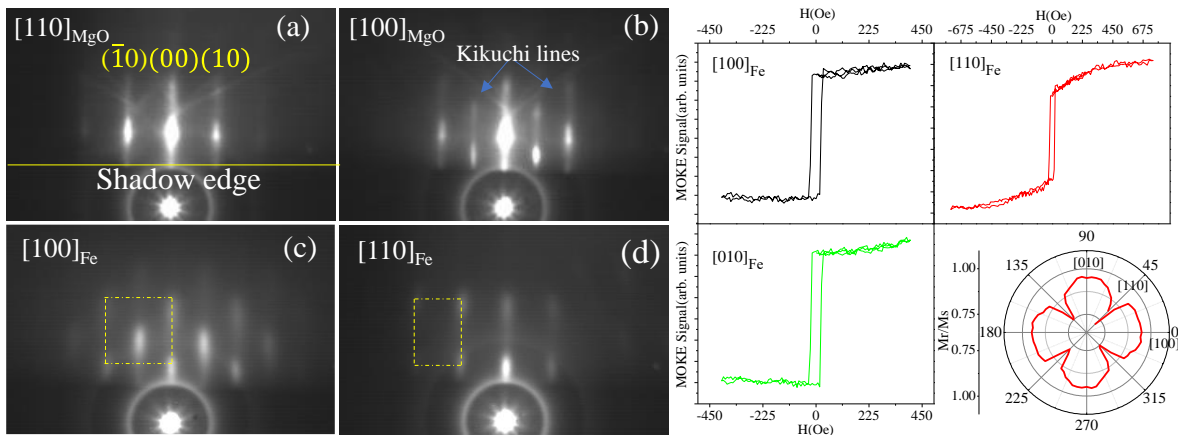 [110]MgO
(a)
(1̅0)(00)(10)
Shadow edge
[100]MgO
(b)
Kikuchi lines
[100]Fe
(c)
[110]Fe
(d)
H(Oe)
-450 -225 0 225 450
[100]Fe
MOKE Signal(arb. units)
H(Oe)
-675 -450 -225 0 225 450 675
[110]Fe
MOKE Signal(arb. units)
[010]Fe
-450 -225 0 225 450
H(Oe)
Mr/Ms
1.00
0.75
0.75
1.00
90
135
45
180
0
225
315
270
[010]
[110]
[100]